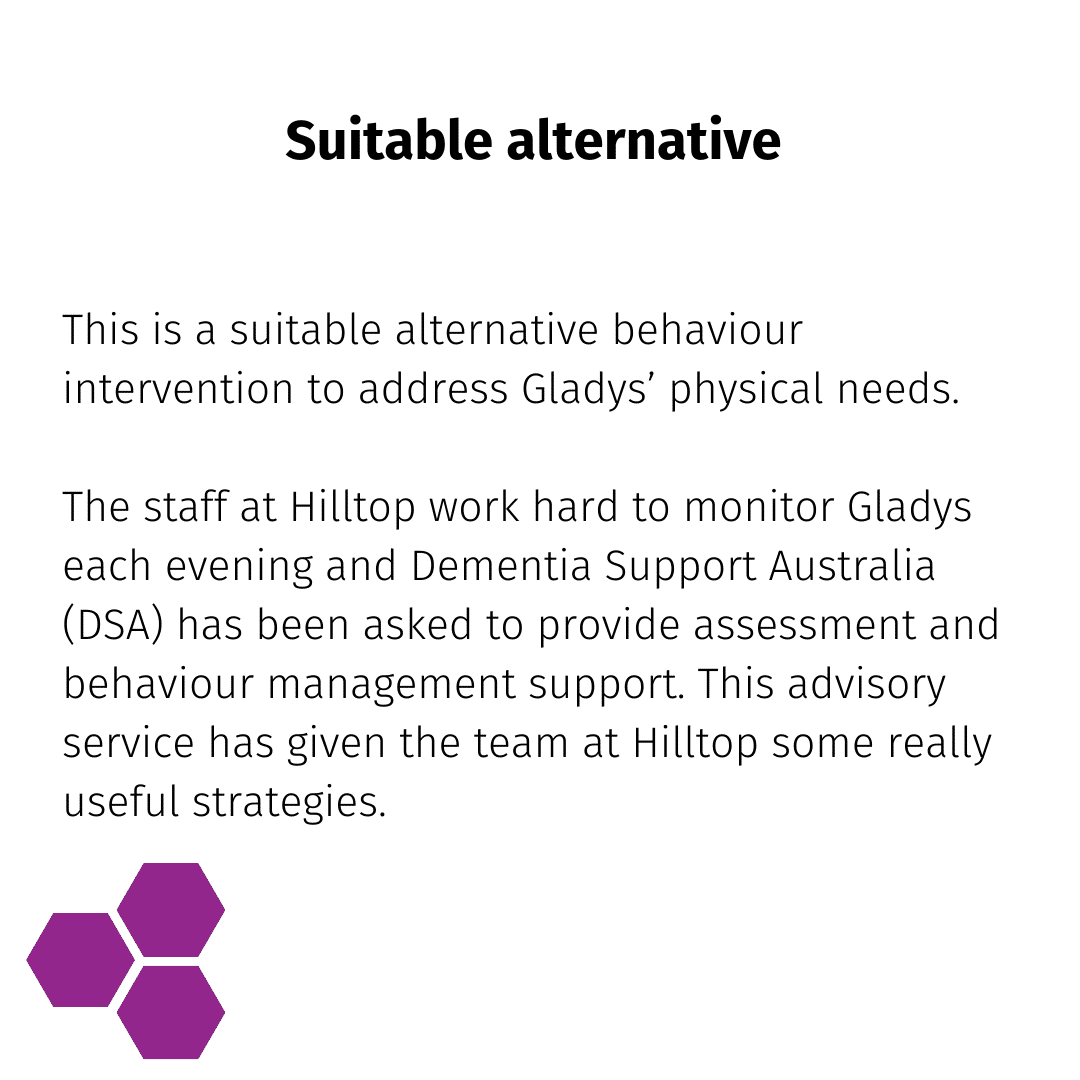 Suitable alternative
This is a suitable alternative behaviour
intervention to address Gladys’ physical needs.
The staff at Hilltop work hard to monitor Gladys
each evening and Dementia Support Australia
(DSA) has been asked to provide assessment and
behaviour management support. This advisory
service has given the team at Hilltop some really
useful strategies.